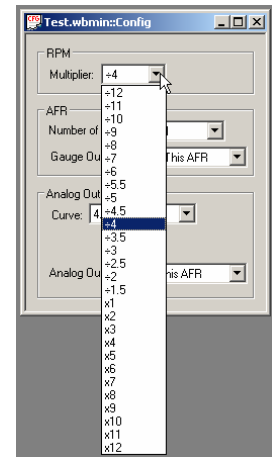 CFG Test.wbmin::Config
RPM
Multiplier: ÷4
÷12
÷11
÷10
÷9
÷8
÷7
÷6
÷5.5
÷5
÷4.5
÷4
÷3.5
÷3
÷2.5
÷2
÷1.5
x1
x2
x3
x4
x5
x6
x7
x8
x9
x10
x11
x12
AFR
Number of
Gauge Ou This AFR
Analog Out
Curve: 4.
Analog Ou his AFR